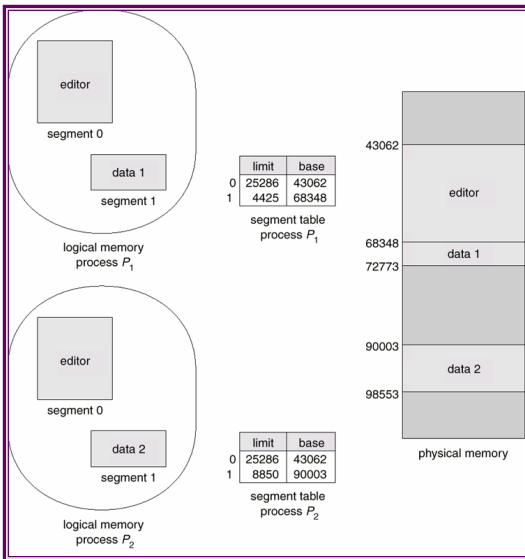 editor
segment 0
data 1
segment 1
logical memory
process P1
limit base
0 25286 43062
1 4425 68348
segment table
process P1
editor
segment 0
data 2
segment 1
logical memory
process P2
limit base
0 25286 43062
1 8850 90003
segment table
process P2
43062
editor
68348
data 1
72773
90003
data 2
98553
physical memory